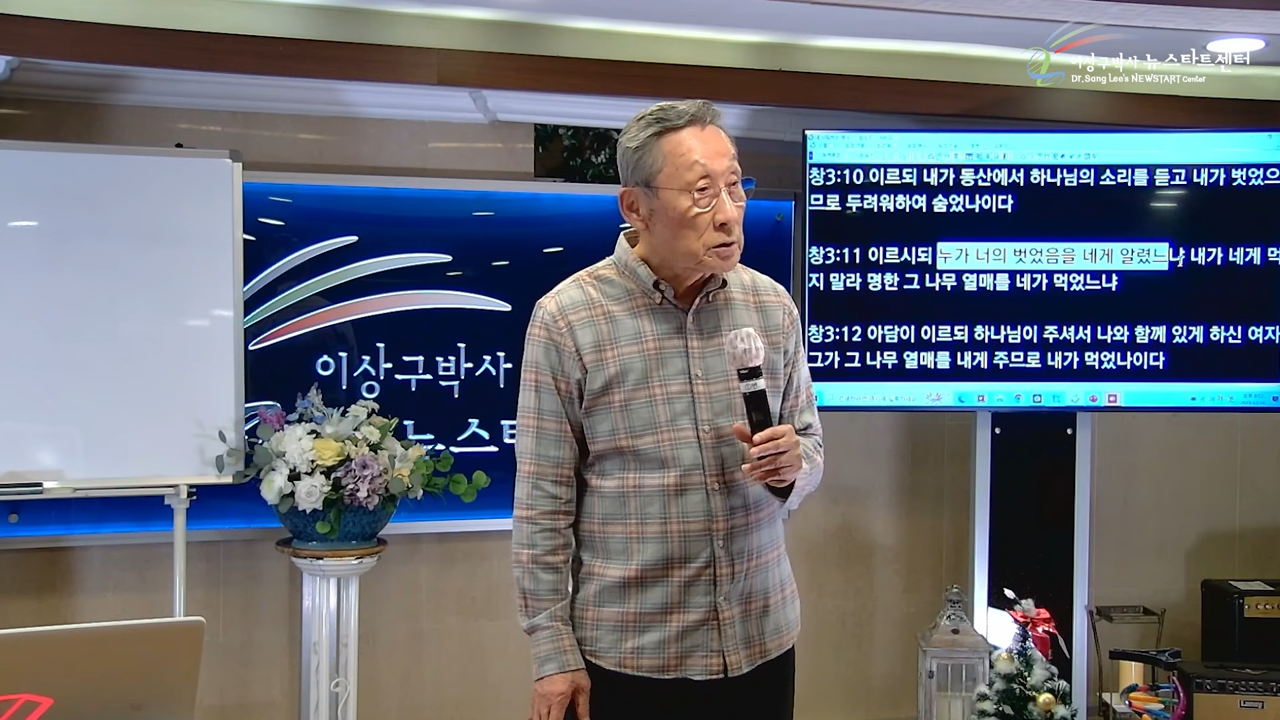 이상구박사 뉴스타트센터
Dr. Sang Lee's NEWSTART Center
창3:10 이르되 내가 동산에서 하나님의 소리를 듣고 내가 벗었으
므로 두려워하여 숨었나이다
창3:11 이르시되 누가 너의 벗었음을 네게 알렸느냐 내가 네게 먹
지 말라 명한 그 나무 열매를 네가 먹었느냐
창3:12 아담이 이르되 하나님이 주셔서 나와 함께 있게 하신 여자
그가 그 나무 열매를 내게 주므로 내가 먹었나이다
이상구박사
뉴스타
Laney